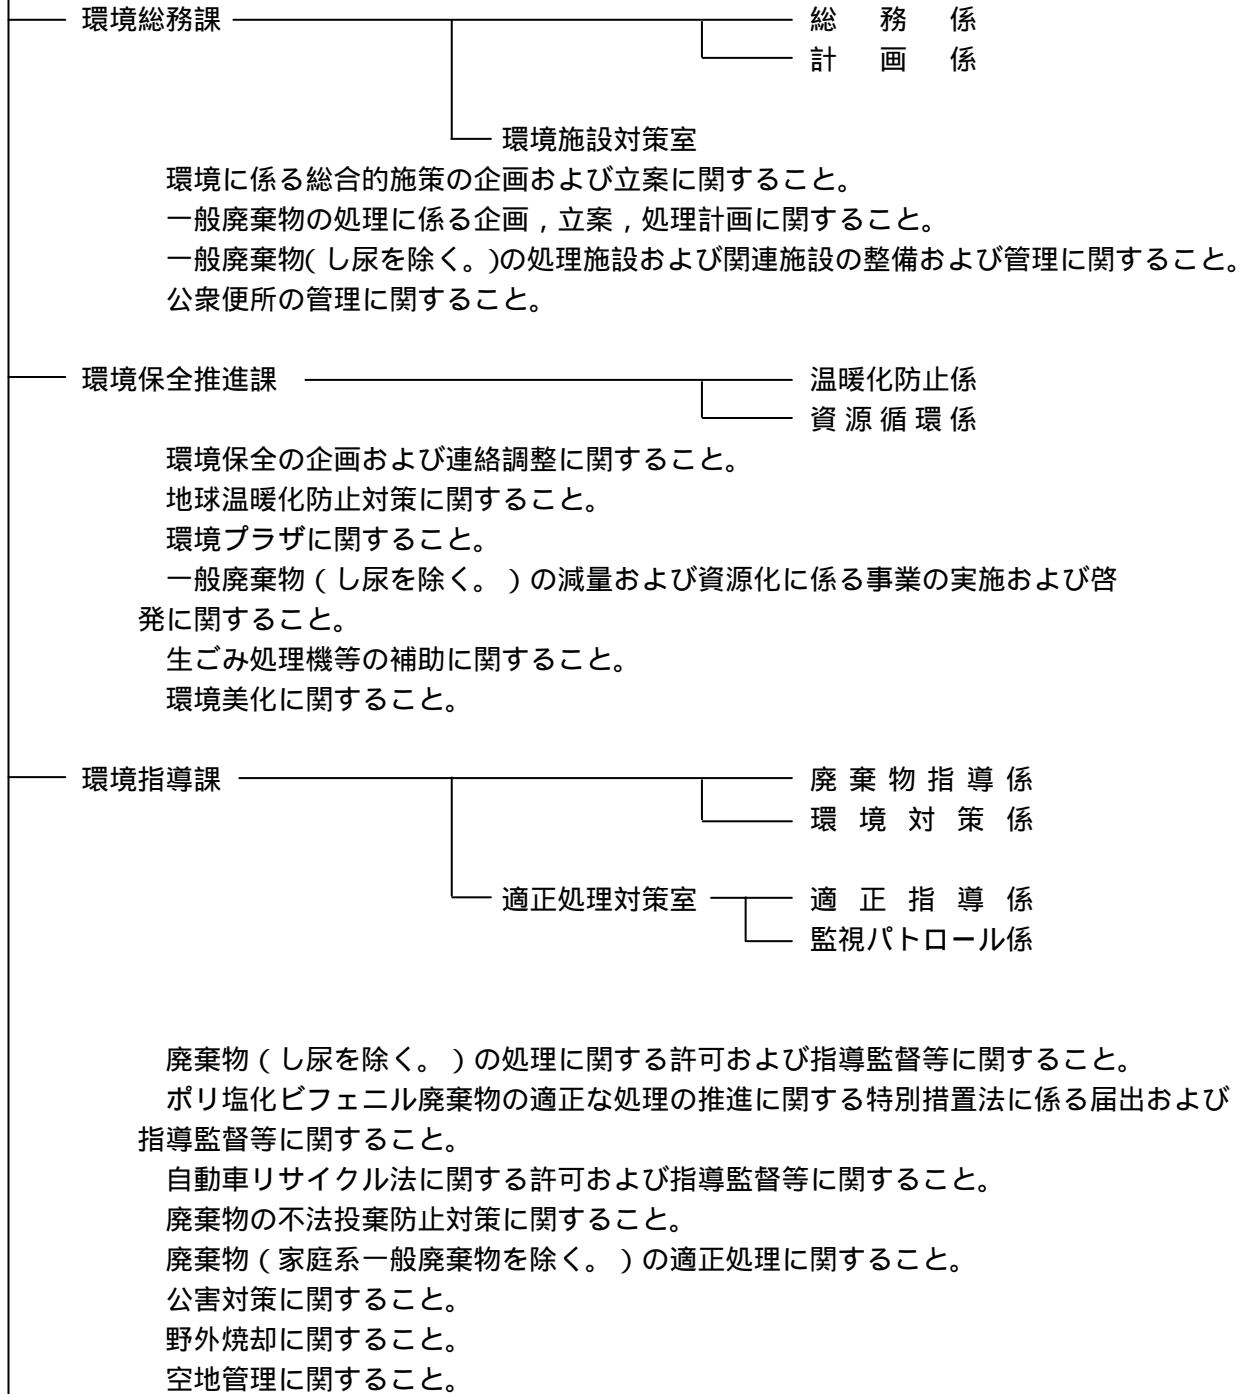 環境総務課 総務係
計画係
環境施設対策室
環境に係る総合的施策の企画および立案に関すること。
一般廃棄物の処理に係る企画，立案，処理計画に関すること。
一般廃棄物(し尿を除く。)の処理施設および関連施設の整備および管理に関すること。
公衆便所の管理に関すること。
環境保全推進課 温暖化防止係
資源循環係
環境保全の企画および連絡調整に関すること。
地球温暖化防止対策に関すること。
環境プラザに関すること。
一般廃棄物（し尿を除く。）の減量および資源化に係る事業の実施および啓
発に関すること。
生ごみ処理機等の補助に関すること。
環境美化に関すること。
環境指導課 廃棄物指導係
環境対策係
適正処理対策室 適正指導係
監視パトロール係
廃棄物（し尿を除く。）の処理に関する許可および指導監督等に関すること。
ポリ塩化ビフェニル廃棄物の適正な処理の推進に関する特別措置法に係る届出および
指導監督等に関すること。
自動車リサイクル法に関する許可および指導監督等に関すること。
廃棄物の不法投棄防止対策に関すること。
廃棄物（家庭系一般廃棄物を除く。）の適正処理に関すること。
公害対策に関すること。
野外焼却に関すること。
空地管理に関すること。